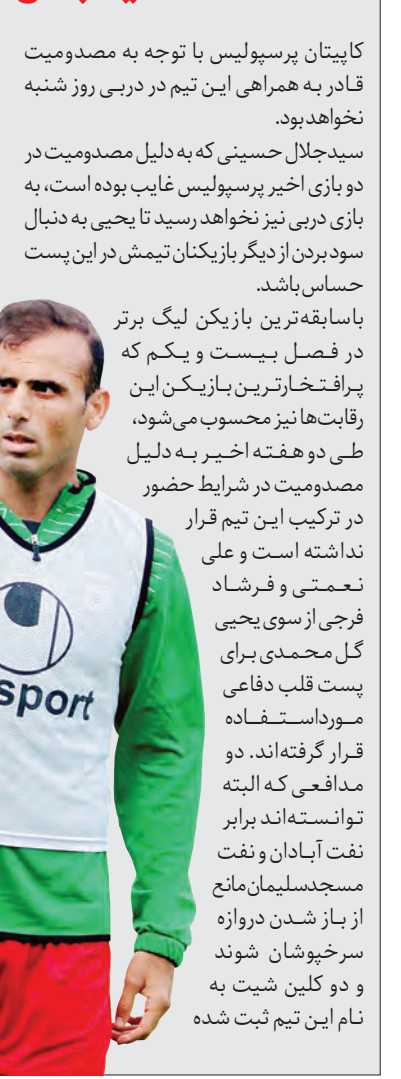 کاپیتان پرسپولیس با توجه به مصدومیت
قادر به همراهی این تیم در دربی روز شنبه
نخواهدبود.
سیدجلال حسینی که به دلیل مصدومیت در
دو بازی اخیر پرسپولیس غایب بوده است، به
بازی دربی نیز نخواهد رسید تا یحیی به دنبال
سود بردن از دیگر بازیکنان تیمش در این پست
حساس باشد.
باسابقه‌ترین بازیکن لیگ برتر
در فصل بیست و یکم که
پرافتخارترین بازیکن این
رقابت‌ها نیز محسوب می‌شود،
طی دو هفته اخیر به دلیل
مصدومیت در شرایط حضور
در ترکیب این تیم قرار
نداشته است و علی
نعمتی و فرشاد
فرجی از سوی یحیی
گل محمدی برای
پست قلب دفاعی
مورداستفاده
قرار گرفته‌اند. دو
مدافعی که البته
توانسته‌اند برابر
نفت آبادان و نفت
مسجدسلیمان مانع
از باز شدن دروازه
سرخپوشان شوند
و دو کلین شیت به
نام این تیم ثبت شده
sport